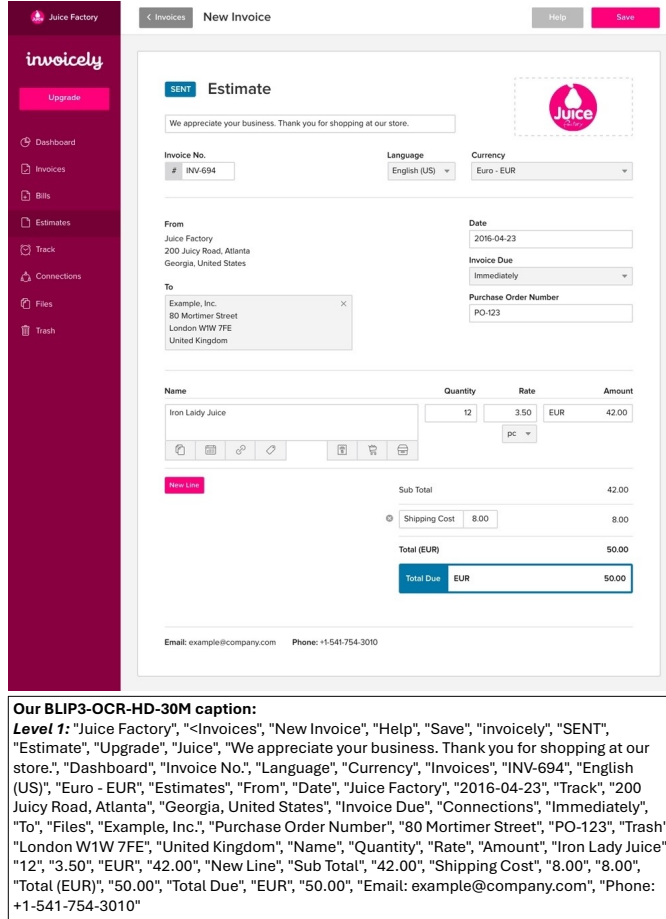 Juice Factory
< Invoices
New Invoice
Help
Save
invoicely
Upgrade
Dashboard
Invoices
Bills
Estimates
Track
Connections
Files
Trash
SENT
Estimate
Juice
We appreciate your business. Thank you for shopping at our store.
Invoice No.
Language
Currency
# INV-694
English (US)
Euro - EUR
From
Juice Factory
200 Juicy Road, Atlanta
Georgia, United States
To
Example, Inc.
80 Mortimer Street
London W1W 7FE
United Kingdom
Date
2016-04-23
Invoice Due
Immediately
Purchase Order Number
PO-123
Name Quantity Rate Amount
Iron Laidy Juice 12 3.50 EUR 42.00
pc
New Line
Sub Total 42.00
Shipping Cost 8.00 8.00
Total (EUR) 50.00
Total Due EUR 50.00
Email: example@company.com Phone: +1-541-754-3010
Our BLIP3-OCR-HD-30M caption:
Level 1: "Juice Factory", "<Invoices", "New Invoice", "Help", "Save", "invoicely", "SENT",
"Estimate", "Upgrade", "Juice", "We appreciate your business. Thank you for shopping at our
store.", "Dashboard", "Invoice No.", "Language", "Currency", "Invoices", "INV-694", "English
(US)", "Euro - EUR", "Estimates", "From", "Date", "Juice Factory", "2016-04-23", "Track", "200
Juicy Road, Atlanta", "Georgia, United States", "Invoice Due", "Connections", "Immediately",
"To", "Files", "Example, Inc.", "Purchase Order Number", "80 Mortimer Street", "PO-123", "Trash"
"London W1W 7FE", "United Kingdom", "Name", "Quantity", "Rate", "Amount", "Iron Lady Juice"
"12", "3.50", "EUR", "42.00", "New Line", "Sub Total", "42.00", "Shipping Cost", "8.00", "8.00",
"Total (EUR)", "50.00", "Total Due", "EUR", "50.00", "Email: example@company.com", "Phone:
+1-541-754-3010"